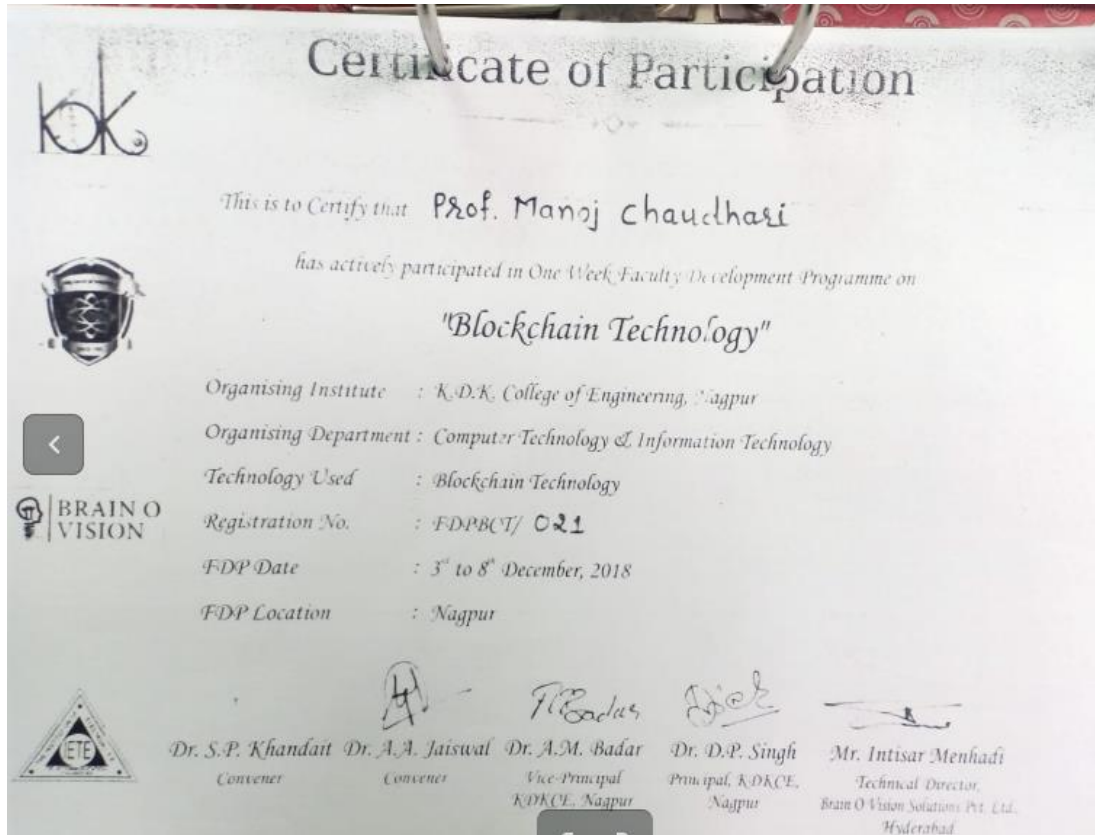 Certificate of Participation
KDK
This is to Certify that Prof. Manoj Chaudhari
has actively participated in One Week Faculty Development Programme on
"Blockchain Technology"
Organising Institute : K.D.K. College of Engineering, Nagpur
Organising Department : Computer Technology & Information Technology
Technology Used : Blockchain Technology
BRAIN O
VISION
Registration No. : FDPBCT/ 021
FDP Date : 3rd to 8th December, 2018
FDP Location : Nagpur
IETE
Dr. S.P. Khandait Dr. A.A. Jaiswal Dr. A.M. Badar Dr. D.P. Singh Mr. Intisar Menhadi
Convener Convener Vice-Principal Principal, KDKCE, Technical Director,
KDKCE, Nagpur Nagpur Brain O Vision Solutions Pvt. Ltd.
Hyderabad